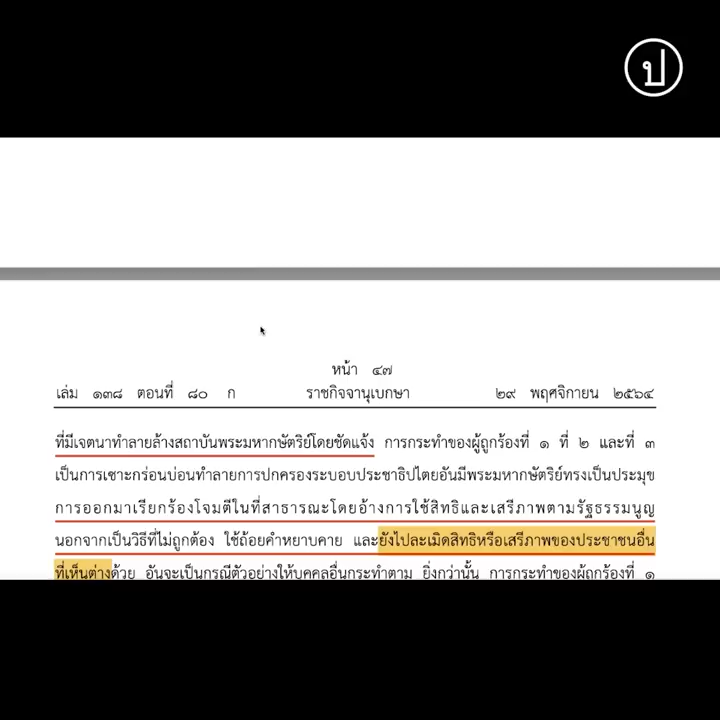 ป
หน้า ๔๗
เล่ม ๑๓๘ ตอนที่ ๘๐ ก ราชกิจจานุเบกษา ๒๙ พฤศจิกายน ๒๕๖๔
ที่มีเจตนาทำลายล้างสถาบันพระมหากษัตริย์โดยชัดแจ้ง การกระทำของผู้ถูกร้องที่ ๑ ที่ ๒ และที่ ๓
เป็นการเซาะกร่อนบ่อนทำลายการปกครองระบอบประชาธิปไตยอันมีพระมหากษัตริย์ทรงเป็นประมุข
การออกมาเรียกร้องโจมตีในที่สาธารณะโดยอ้างการใช้สิทธิและเสรีภาพตามรัฐธรรมนูญ
นอกจากเป็นวิธีที่ไม่ถูกต้อง ใช้ถ้อยคำหยาบคาย และยังไปละเมิดสิทธิหรือเสรีภาพของประชาชนอื่น
ที่เห็นต่างด้วย อันจะเป็นกรณีตัวอย่างให้บุคคลอื่นกระทำตาม ยิ่งกว่านั้น การกระทำของผู้ถูกร้องที่ ๑